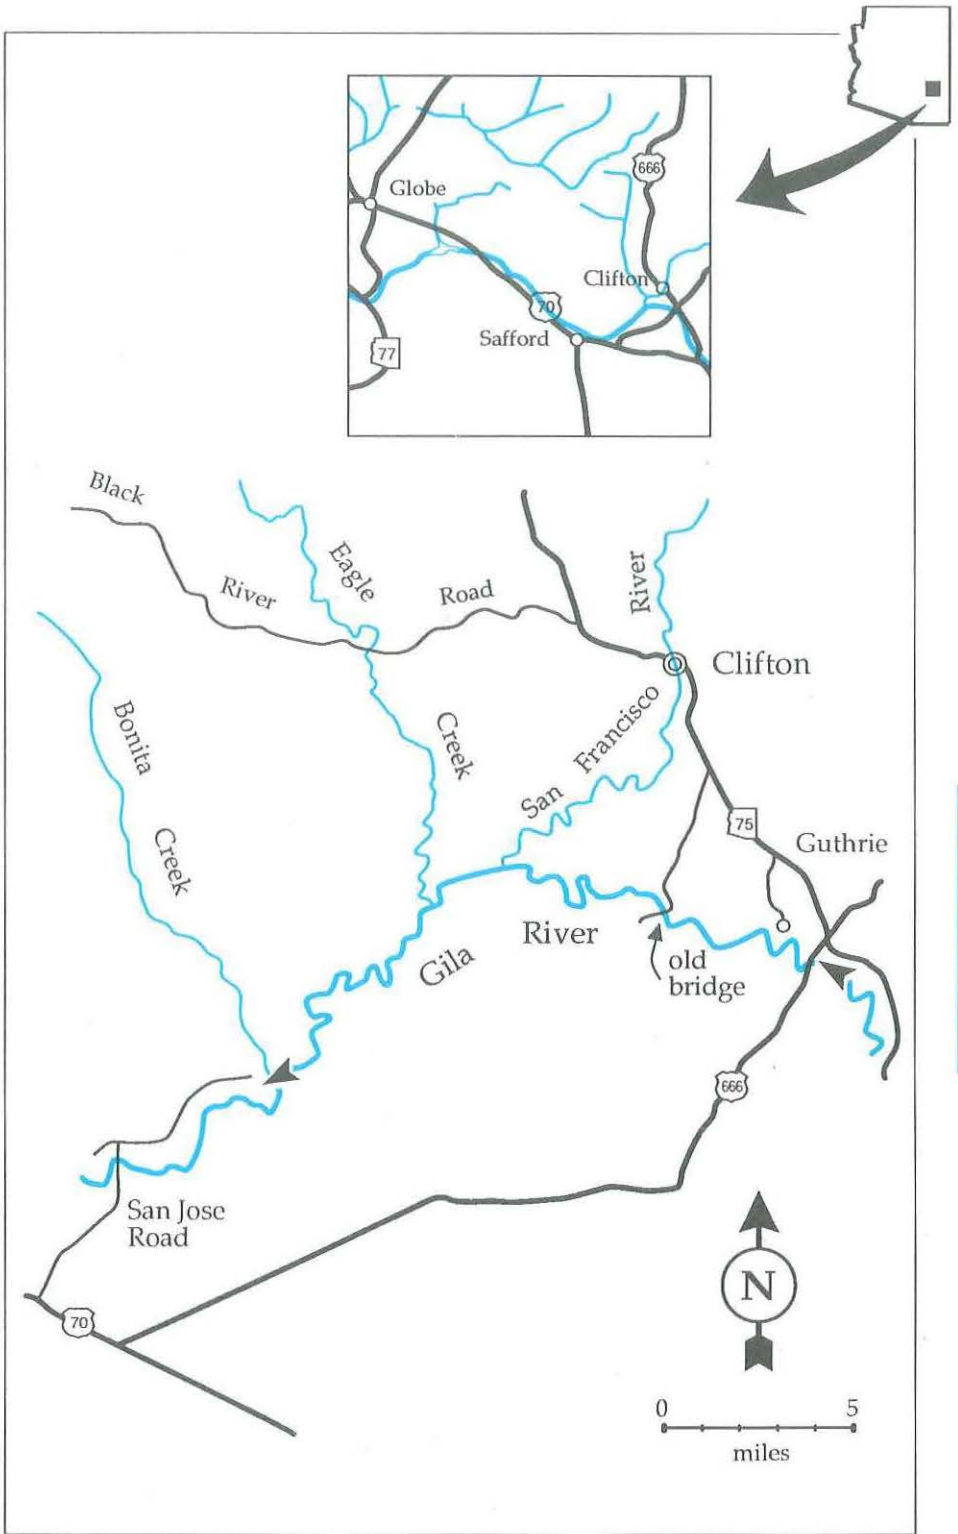 666
Globe
Clifton
70
Safford
77
Black
River
Road
Eagle
Creek
River
Clifton
Bonita
Creek
San
Francisco
75
Guthrie
Gila
River
old
bridge
666
San Jose
Road
70
N
0 5
miles